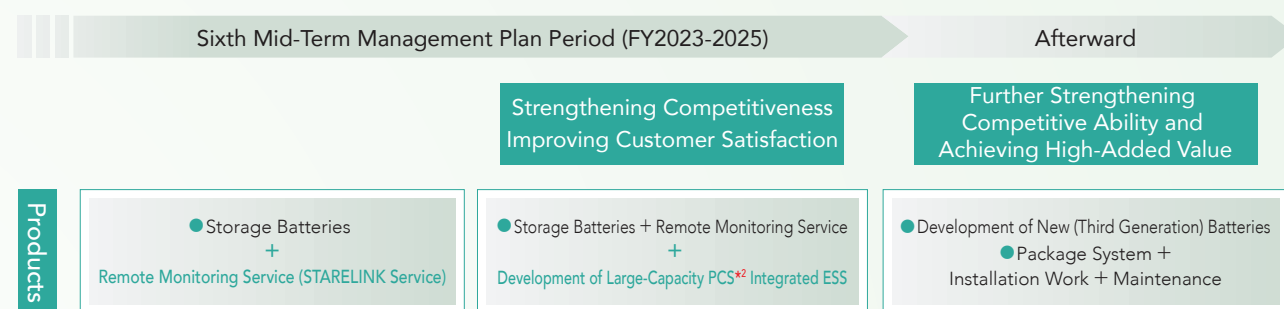 Sixth Mid-Term Management Plan Period (FY2023-2025)
Afterward
Strengthening Competitiveness
Improving Customer Satisfaction
Further Strengthening
Competitive Ability and
Achieving High-Added Value
Products
●Storage Batteries
+
Remote Monitoring Service (STARELINK Service)
●Storage Batteries + Remote Monitoring Service
+
Development of Large-Capacity PCS*2 Integrated ESS
●Development of New (Third Generation) Batteries
●Package System +
Installation Work + Maintenance